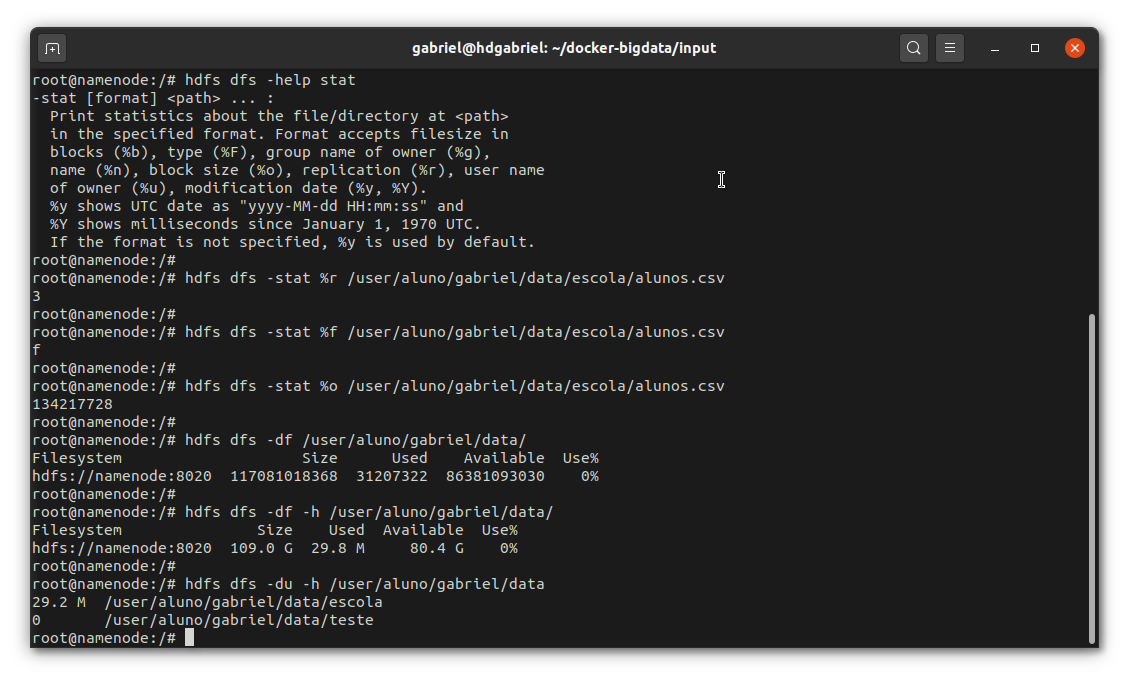 gabriel@hdgabriel: ~/docker-bigdata/input
root@namenode:/# hdfs dfs -help stat
-stat [format] <path> ... :
  Print statistics about the file/directory at <path>
  in the specified format. Format accepts filesize in
  blocks (%b), type (%F), group name of owner (%g),
  name (%n), block size (%o), replication (%r), user name
  of owner (%u), modification date (%y, %Y).
  %y shows UTC date as "yyyy-MM-dd HH:mm:ss" and
  %Y shows milliseconds since January 1, 1970 UTC.
  If the format is not specified, %y is used by default.
root@namenode:/#
root@namenode:/# hdfs dfs -stat %r /user/aluno/gabriel/data/escola/alunos.csv
3
root@namenode:/#
root@namenode:/# hdfs dfs -stat %f /user/aluno/gabriel/data/escola/alunos.csv
f
root@namenode:/#
root@namenode:/# hdfs dfs -stat %o /user/aluno/gabriel/data/escola/alunos.csv
134217728
root@namenode:/#
root@namenode:/# hdfs dfs -df /user/aluno/gabriel/data/
Filesystem                    Size      Used    Available  Use%
hdfs://namenode:8020  117081018368  31207322  86381093030    0%
root@namenode:/#
root@namenode:/# hdfs dfs -df -h /user/aluno/gabriel/data/
Filesystem               Size    Used  Available  Use%
hdfs://namenode:8020  109.0 G  29.8 M     80.4 G    0%
root@namenode:/#
root@namenode:/# hdfs dfs -du -h /user/aluno/gabriel/data
29.2 M  /user/aluno/gabriel/data/escola
0       /user/aluno/gabriel/data/teste
root@namenode:/#